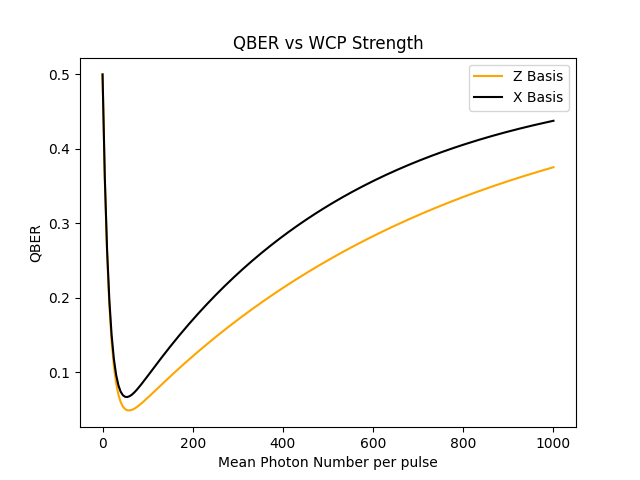 QBER vs WCP Strength
Z Basis
X Basis
0.5
0.4
0.3
0.2
0.1
QBER
0 200 400 600 800 1000
Mean Photon Number per pulse